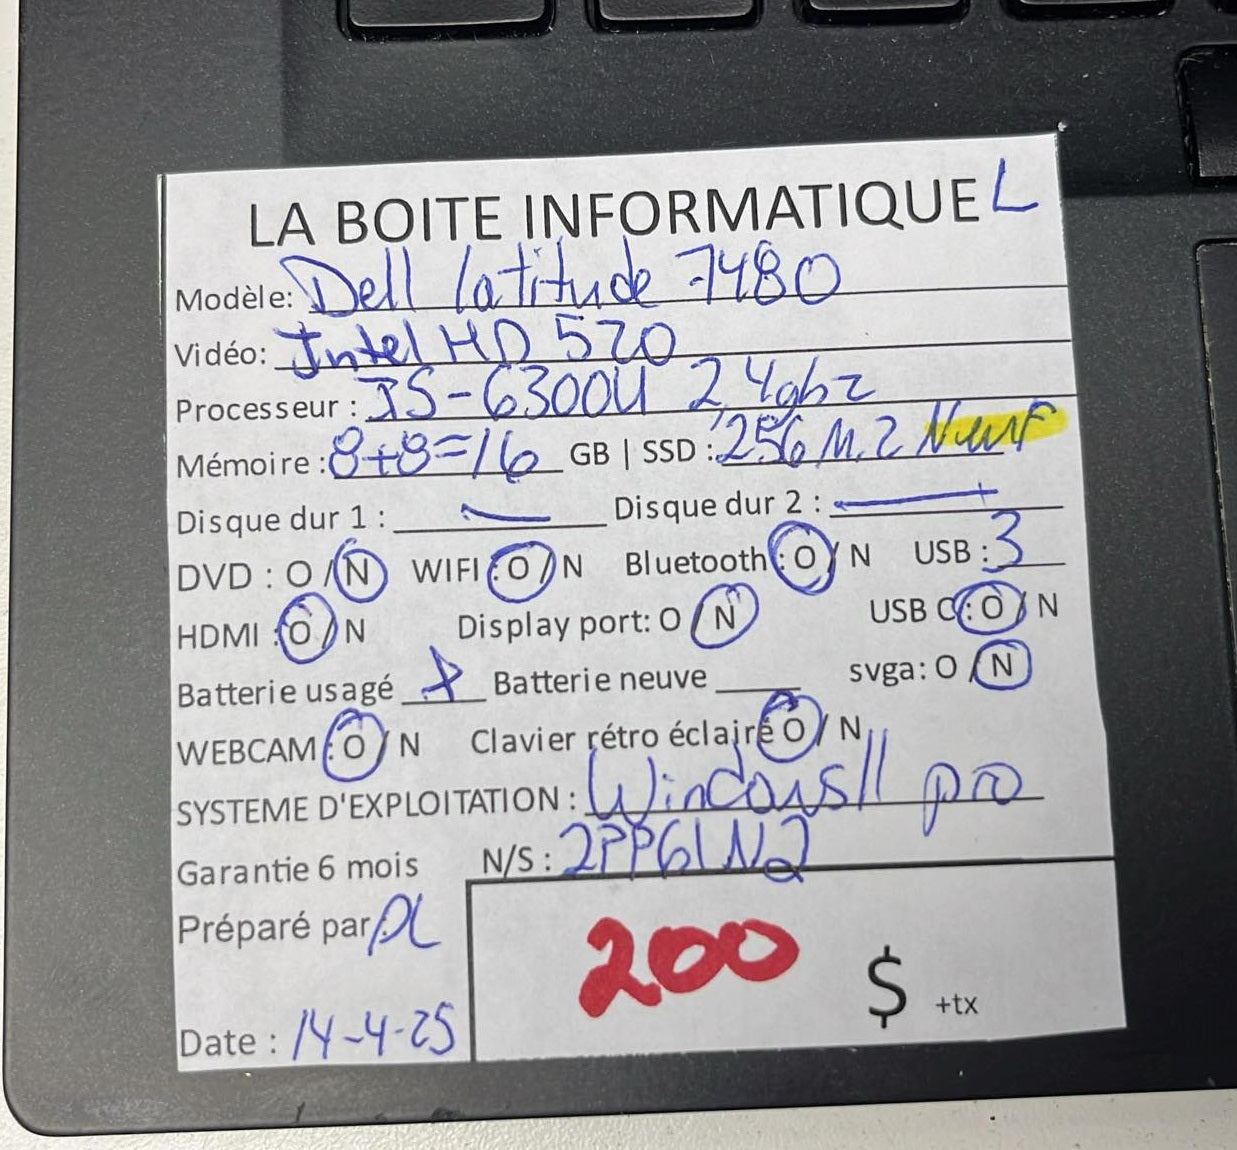 LA BOITE INFORMATIQUE L
Modèle: Dell latitude 7480
Vidéo: Intel HD 520
Processeur : I5-6300U 2,4ghz
Mémoire : 8+8=16 GB | SSD : 256 M.2 Neuf
Disque dur 1 : — Disque dur 2 : —
DVD : O / N WIFI : O / N Bluetooth : O / N USB : 3
HDMI : O / N Display port: O / N USB C : O / N
Batterie usagé X Batterie neuve ____ svga: O / N
WEBCAM : O / N Clavier rétro éclairé O / N
SYSTEME D'EXPLOITATION : Windows 11 pro
Garantie 6 mois N/S : 2PP61N2
Préparé par DL
200 $ +tx
Date : 14-4-25